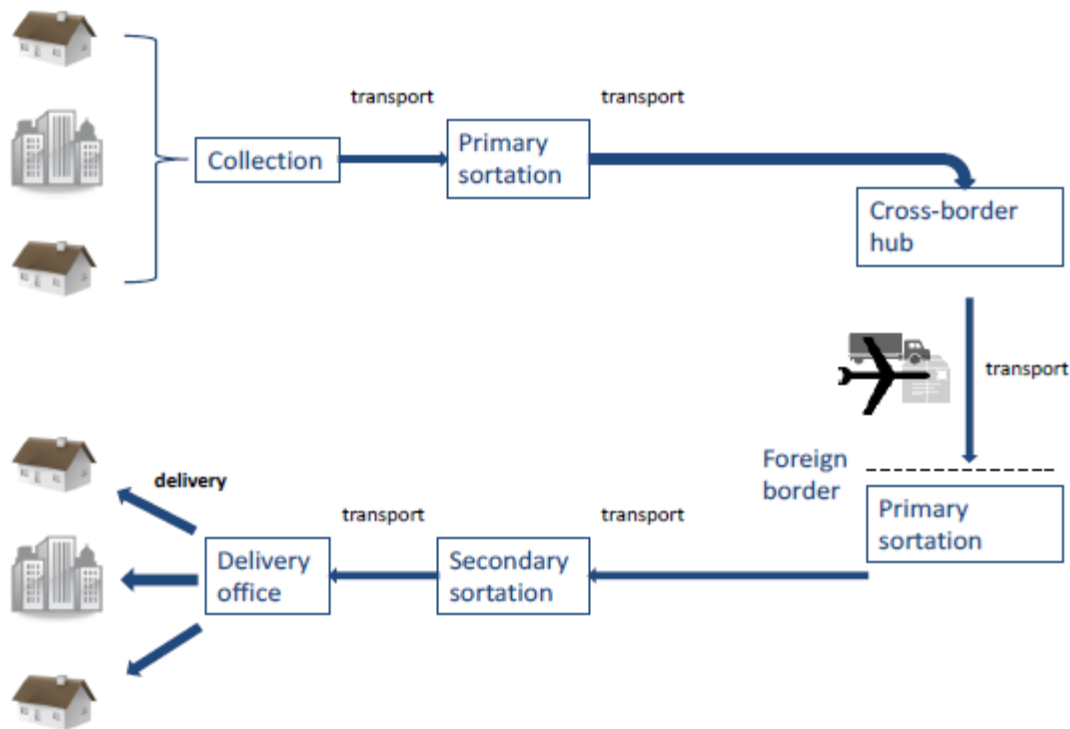 transport
transport
Collection
Primary
sortation
Cross-border
hub
transport
Foreign
border
Primary
sortation
delivery
transport
transport
Delivery
office
Secondary
sortation